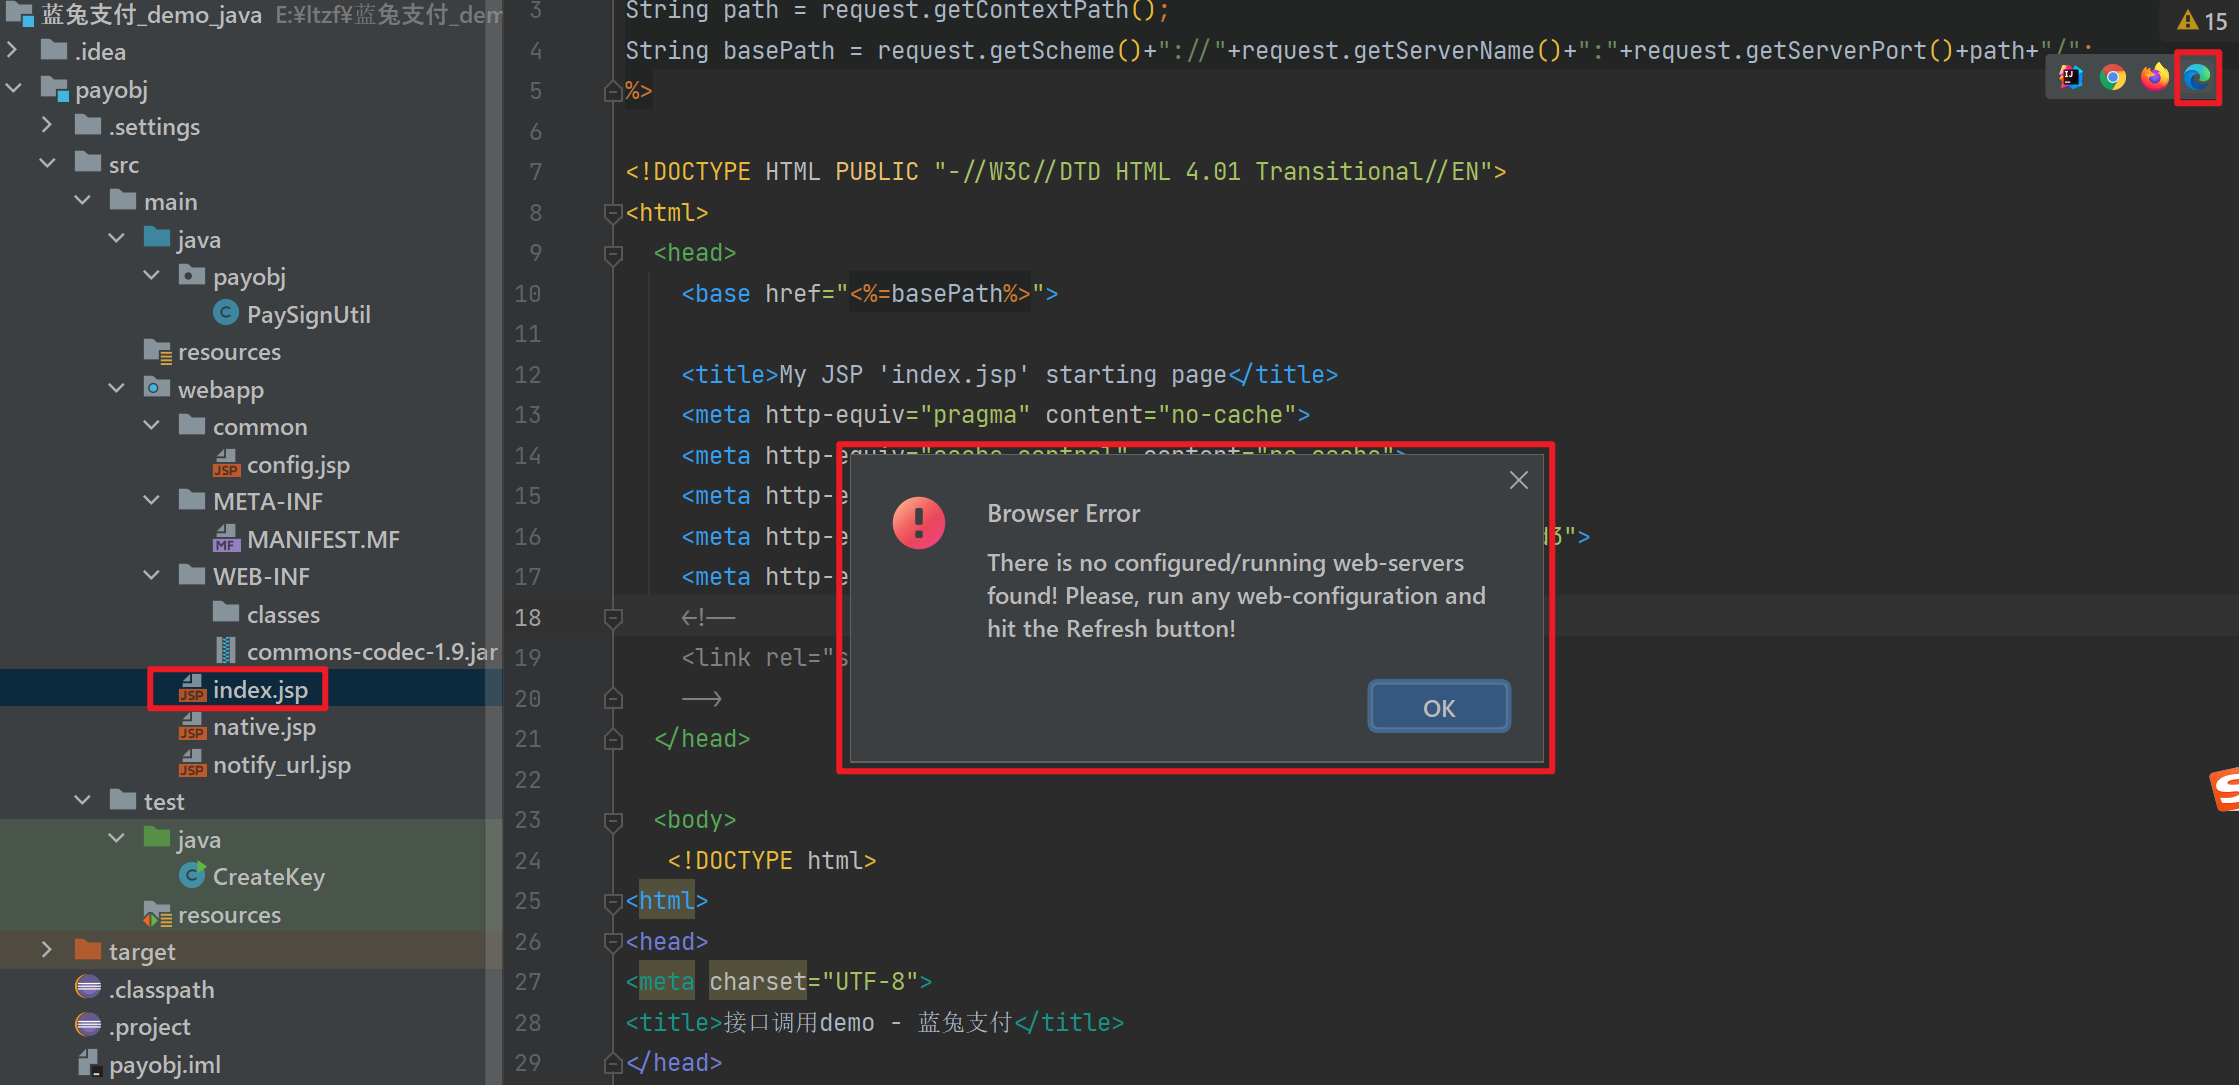 蓝兔支付_demo_java E:¥ltzf¥蓝兔支付_dem
.idea
payobj
.settings
src
main
java
payobj
PaySignUtil
resources
webapp
common
config.jsp
META-INF
MANIFEST.MF
WEB-INF
classes
commons-codec-1.9.jar
index.jsp
native.jsp
notify_url.jsp
test
java
CreateKey
resources
target
.classpath
.project
payobj.iml
3 String path = request.getContextPath();
4 String basePath = request.getScheme()+"://"+request.getServerName()+":"+request.getServerPort()+path+"/";
5 %>
6
7 <!DOCTYPE HTML PUBLIC "-//W3C//DTD HTML 4.01 Transitional//EN">
8 <html>
9 <head>
10 <base href="<%=basePath%>">
11
12 <title>My JSP 'index.jsp' starting page</title>
13 <meta http-equiv="pragma" content="no-cache">
14 <meta http-equiv="cache-control" content="no-cache">
15 <meta http-e
16 <meta http-e d3">
17 <meta http-e
18 <!--
19 <link rel="s
20 -->
21 </head>
22
23 <body>
24 <!DOCTYPE html>
25 <html>
26 <head>
27 <meta charset="UTF-8">
28 <title>接口调用demo - 蓝兔支付</title>
29 </head>
15
Browser Error
There is no configured/running web-servers
found! Please, run any web-configuration and
hit the Refresh button!
OK